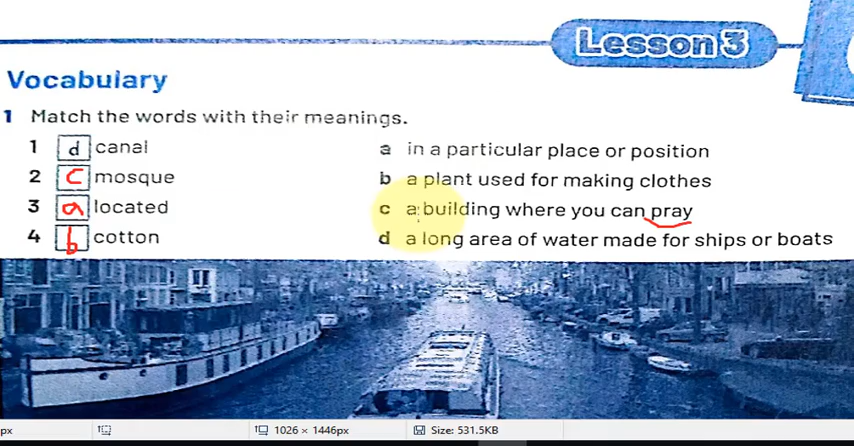 Lesson 3
Vocabulary
1 Match the words with their meanings.
1 d canal a in a particular place or position
2 c mosque b a plant used for making clothes
3 a located c a building where you can pray
4 b cotton d a long area of water made for ships or boats
px 1026 × 1446px Size: 531.5KB